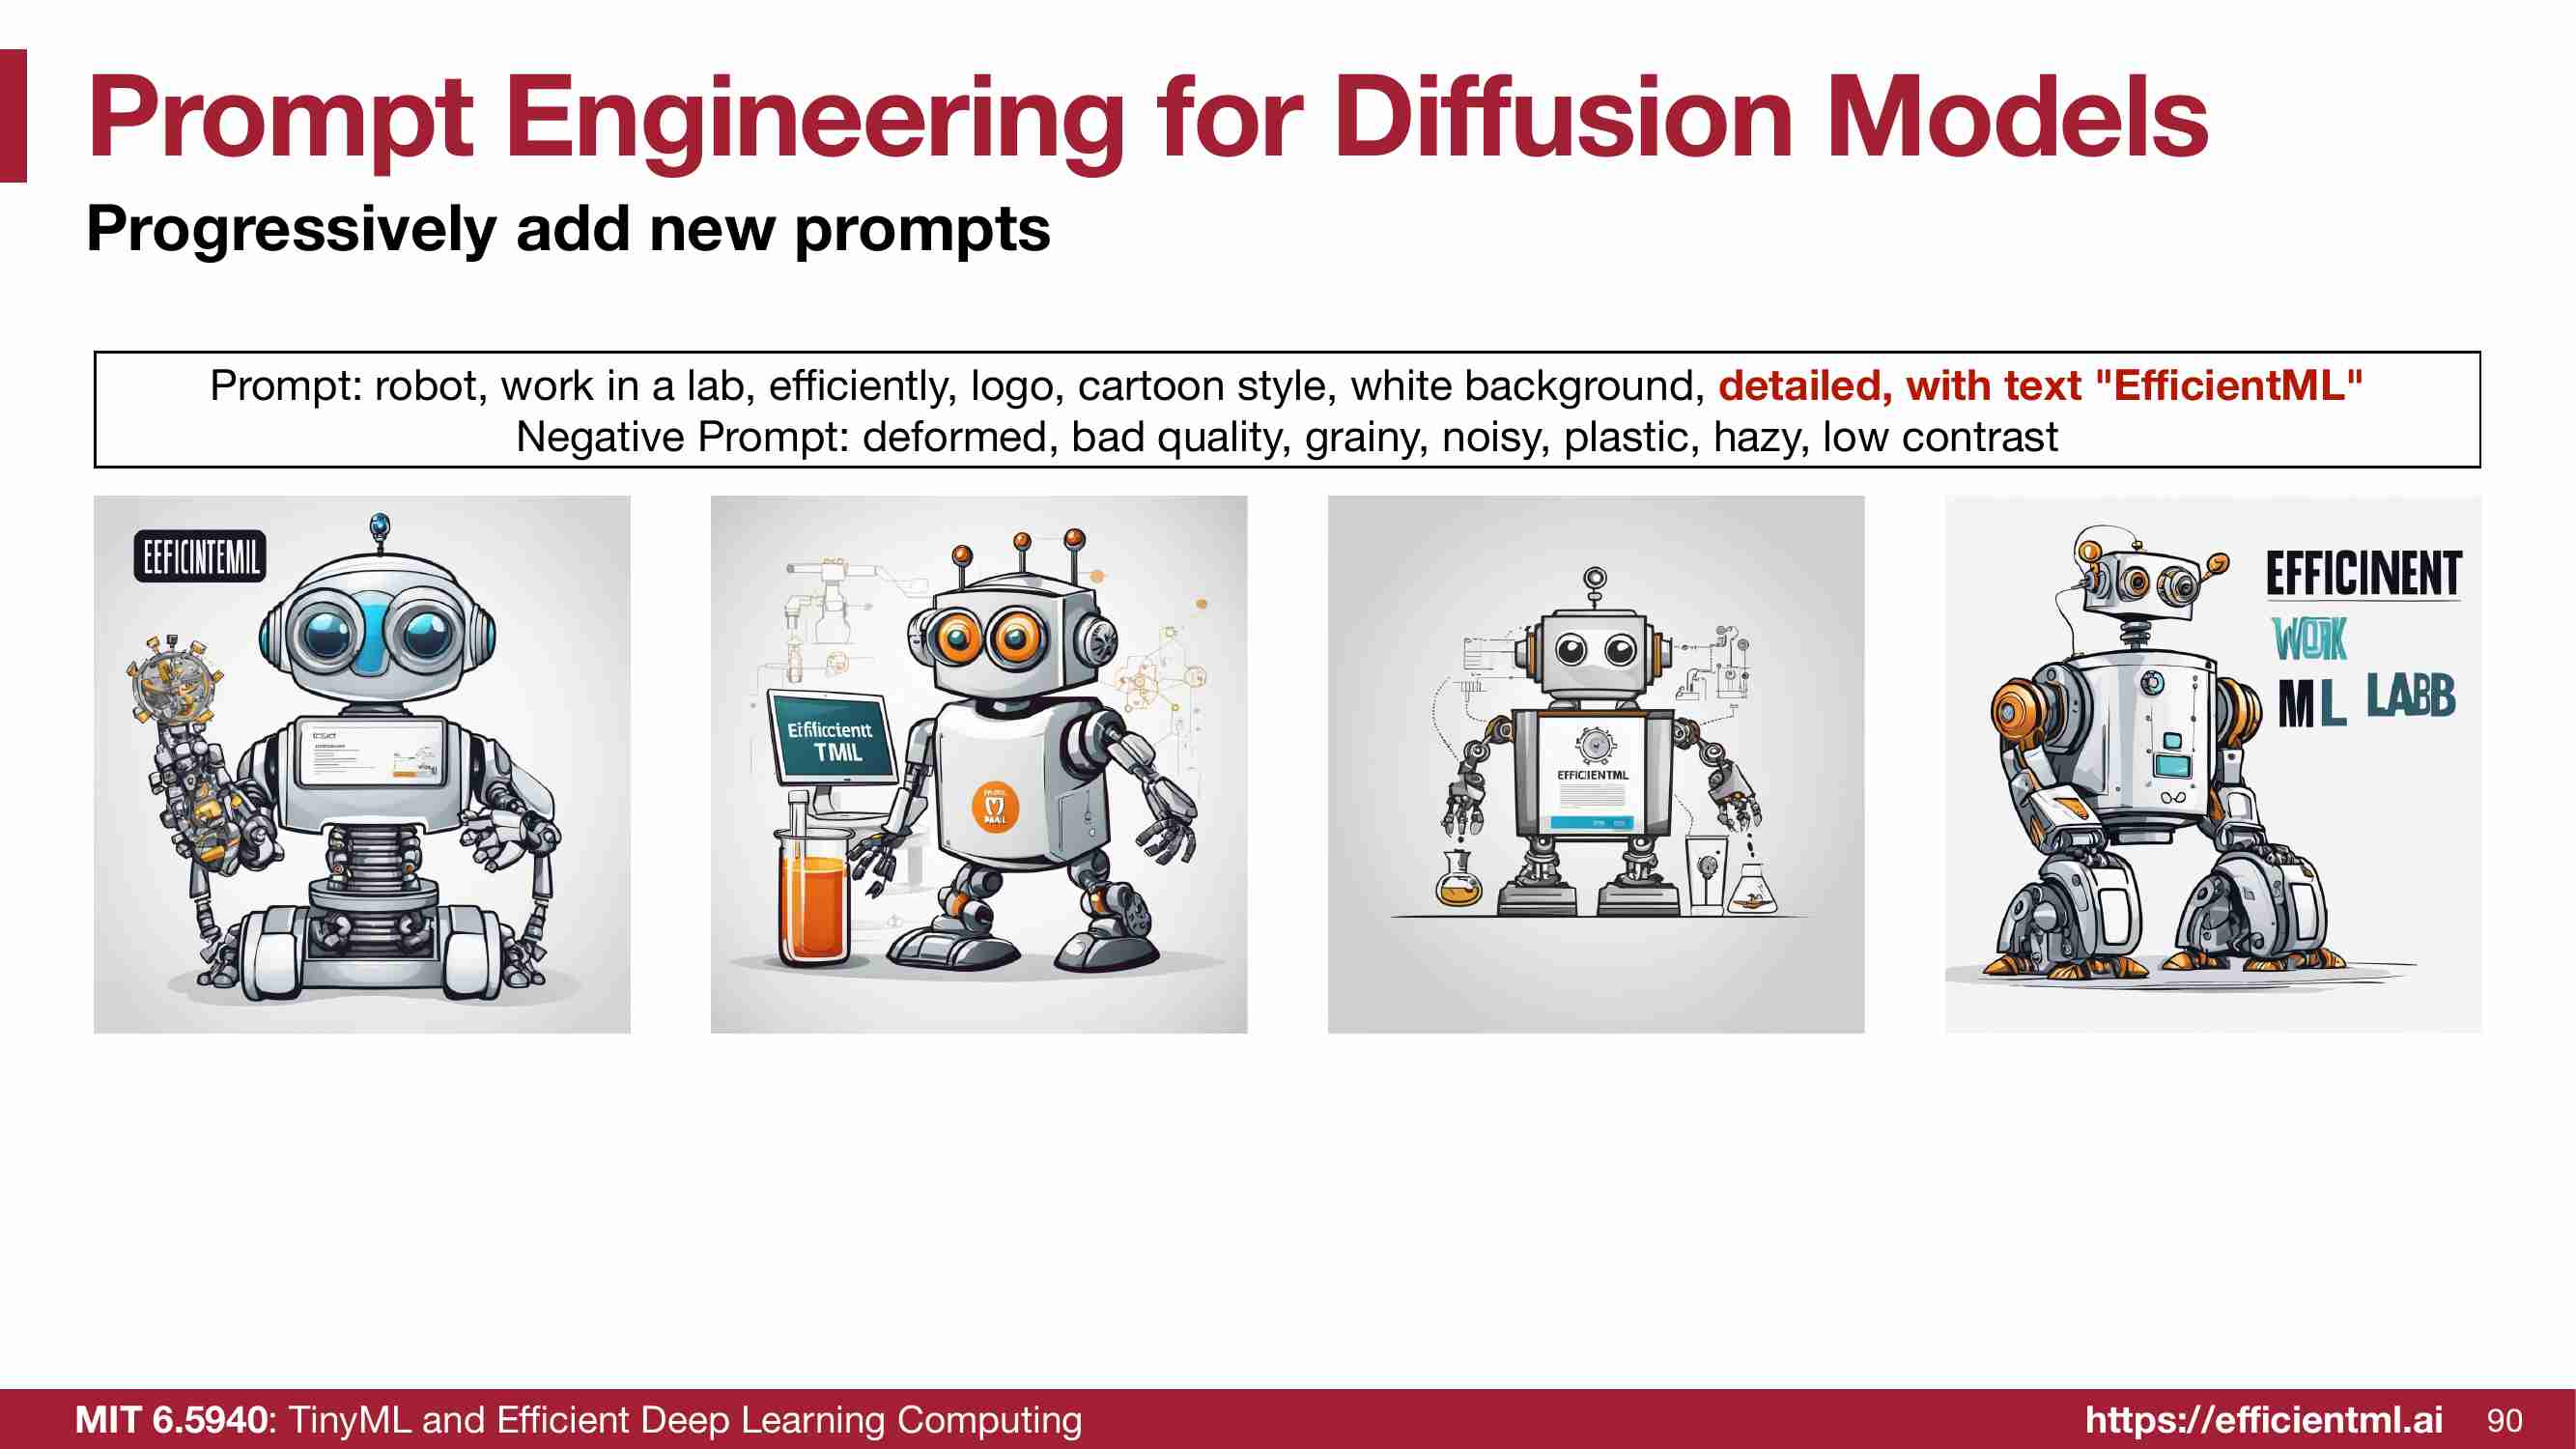 Prompt Engineering for Diffusion Models
Progressively add new prompts
Prompt: robot, work in a lab, efficiently, logo, cartoon style, white background, detailed, with text "EfficientML"
Negative Prompt: deformed, bad quality, grainy, noisy, plastic, hazy, low contrast
EEFICINTEMIL
Eifificctentt
TMIL
EFFICIENTML
EFFICINENT
WORK
ML LABB
MIT 6.5940: TinyML and Efficient Deep Learning Computing
https://efficientml.ai 90